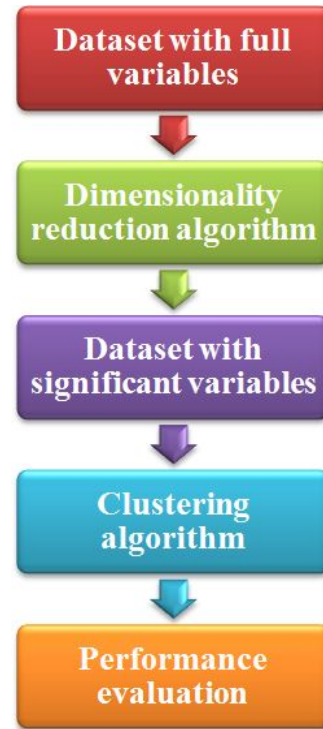 Dataset with full
variables
Dimensionality
reduction algorithm
Dataset with
significant variables
Clustering
algorithm
Performance
evaluation